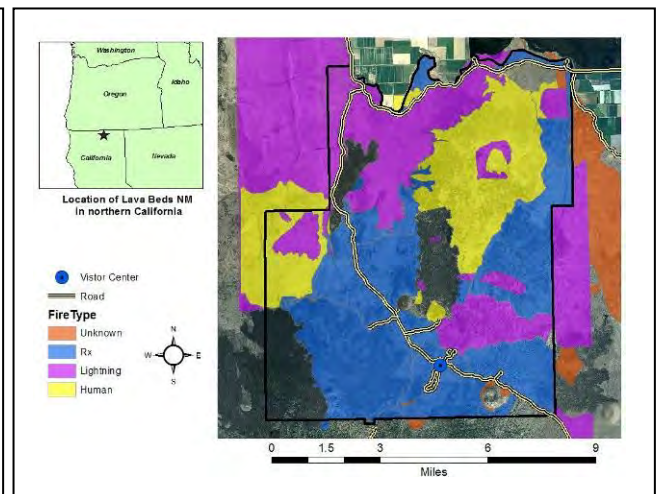 Washington
Oregon
Idaho
California
Nevada
Location of Lava Beds NM
in northern California
Vistor Center
Road
FireType
Unknown
Rx
Lightning
Human
N
W
E
S
0 1.5 3 6 9
Miles